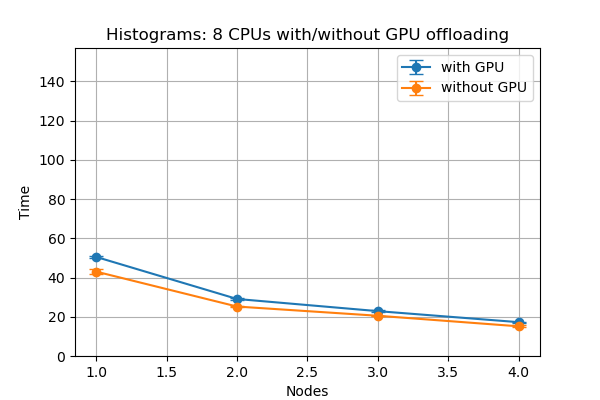 Histograms: 8 CPUs with/without GPU offloading
with GPU
without GPU
140
120
100
80
60
40
20
0
Time
1.0 1.5 2.0 2.5 3.0 3.5 4.0
Nodes